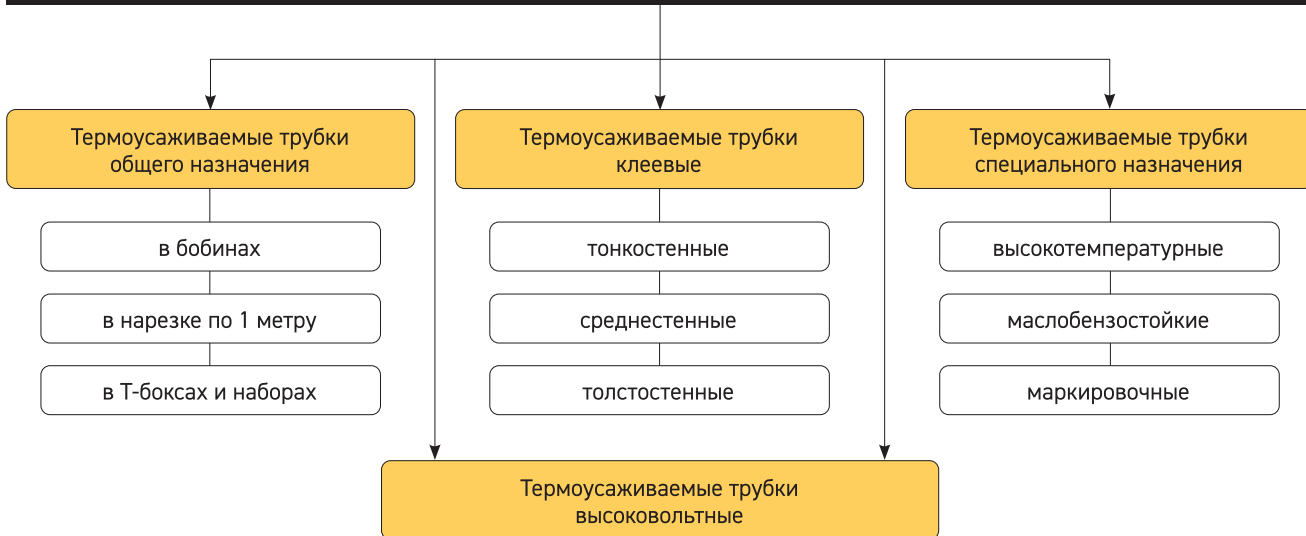 Термоусаживаемые трубки
общего назначения
в бобинах
в нарезке по 1 метру
в Т-боксах и наборах
Термоусаживаемые трубки
клеевые
тонкостенные
среднестенные
толстостенные
Термоусаживаемые трубки
специального назначения
высокотемпературные
маслобензостойкие
маркировочные
Термоусаживаемые трубки
высоковольтные